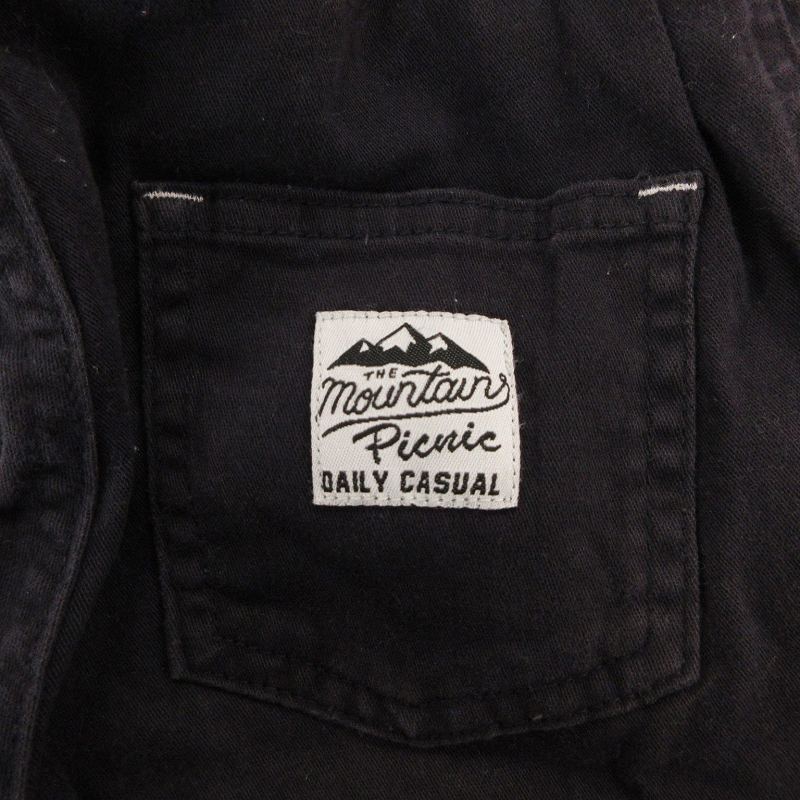 THE
Mountain
Picnic
DAILY CASUAL